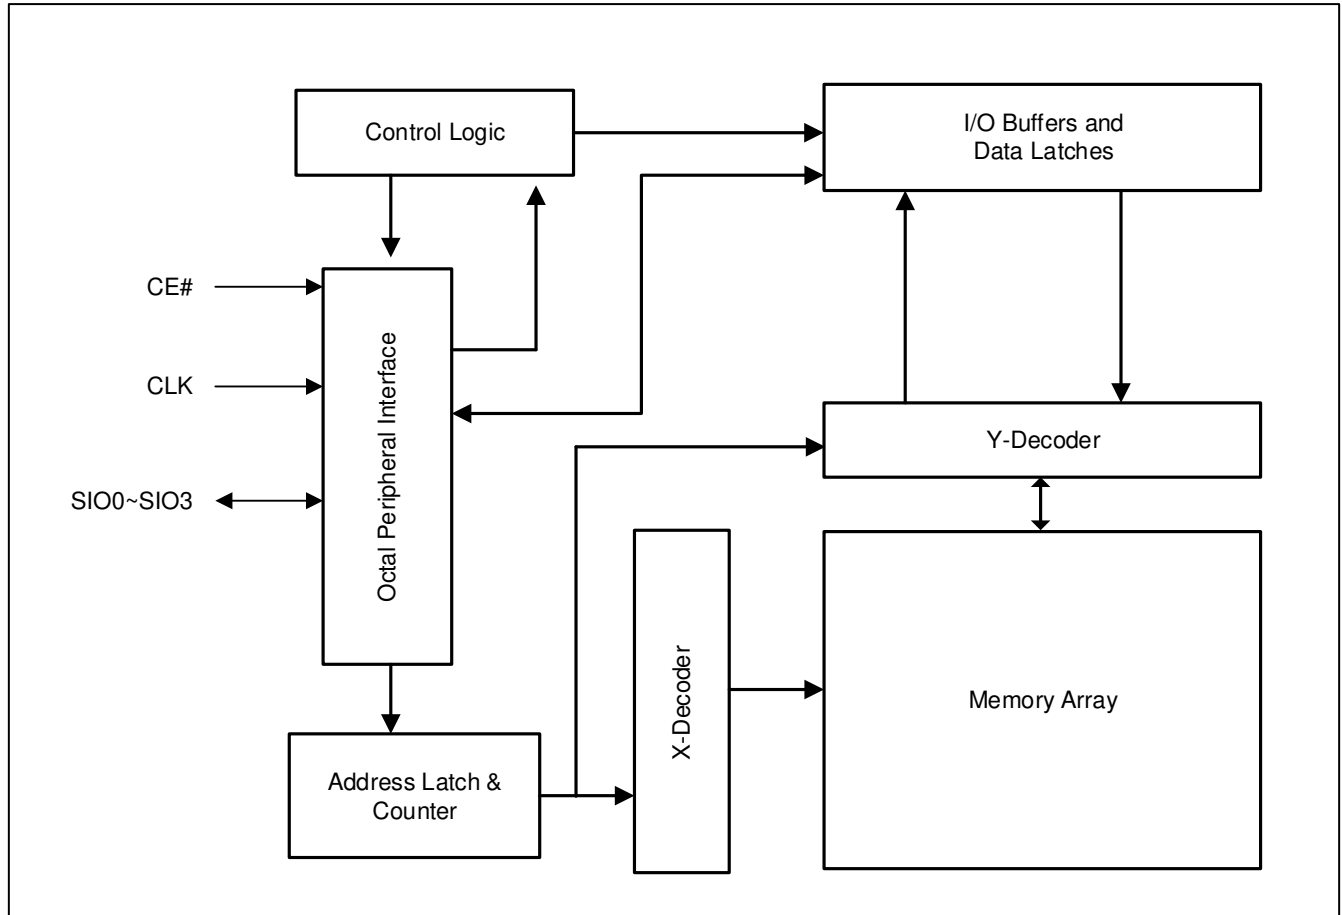 Control Logic
I/O Buffers and
Data Latches
CE#
CLK
SIO0~SIO3
Octal Peripheral Interface
Y-Decoder
X-Decoder
Memory Array
Address Latch &
Counter